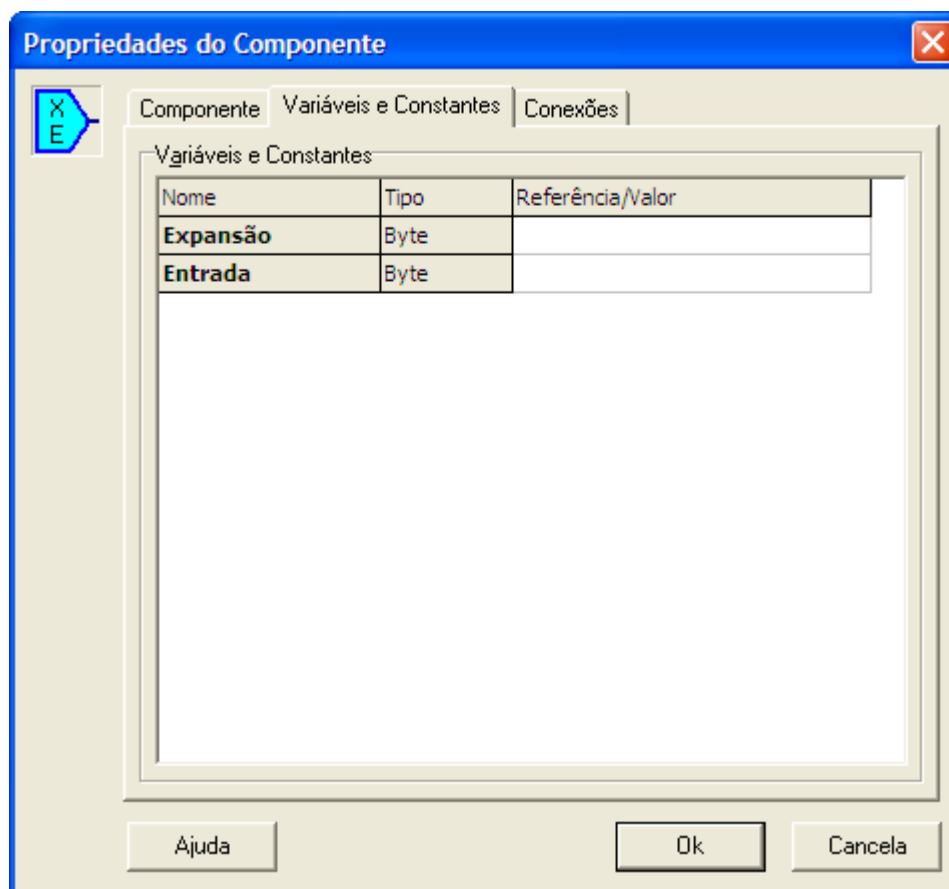 Propriedades do Componente
X
E
Componente Variáveis e Constantes Conexões
Variáveis e Constantes
Nome Tipo Referência/Valor
Expansão Byte
Entrada Byte
Ajuda Ok Cancela